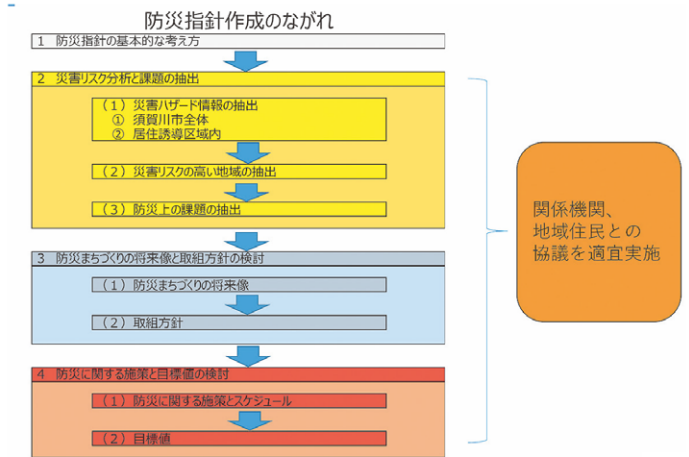 防災指針作成のながれ
1 防災指針の基本的な考え方
2 災害リスク分析と課題の抽出
(1)災害ハザード情報の抽出
① 須賀川市全体
② 居住誘導区域内
(2)災害リスクの高い地域の抽出
(3)防災上の課題の抽出
3 防災まちづくりの将来像と取組方針の検討
(1)防災まちづくりの将来像
(2)取組方針
4 防災に関する施策と目標値の検討
(1)防災に関する施策とスケジュール
(2)目標値
関係機関、
地域住民との
協議を適宜実施